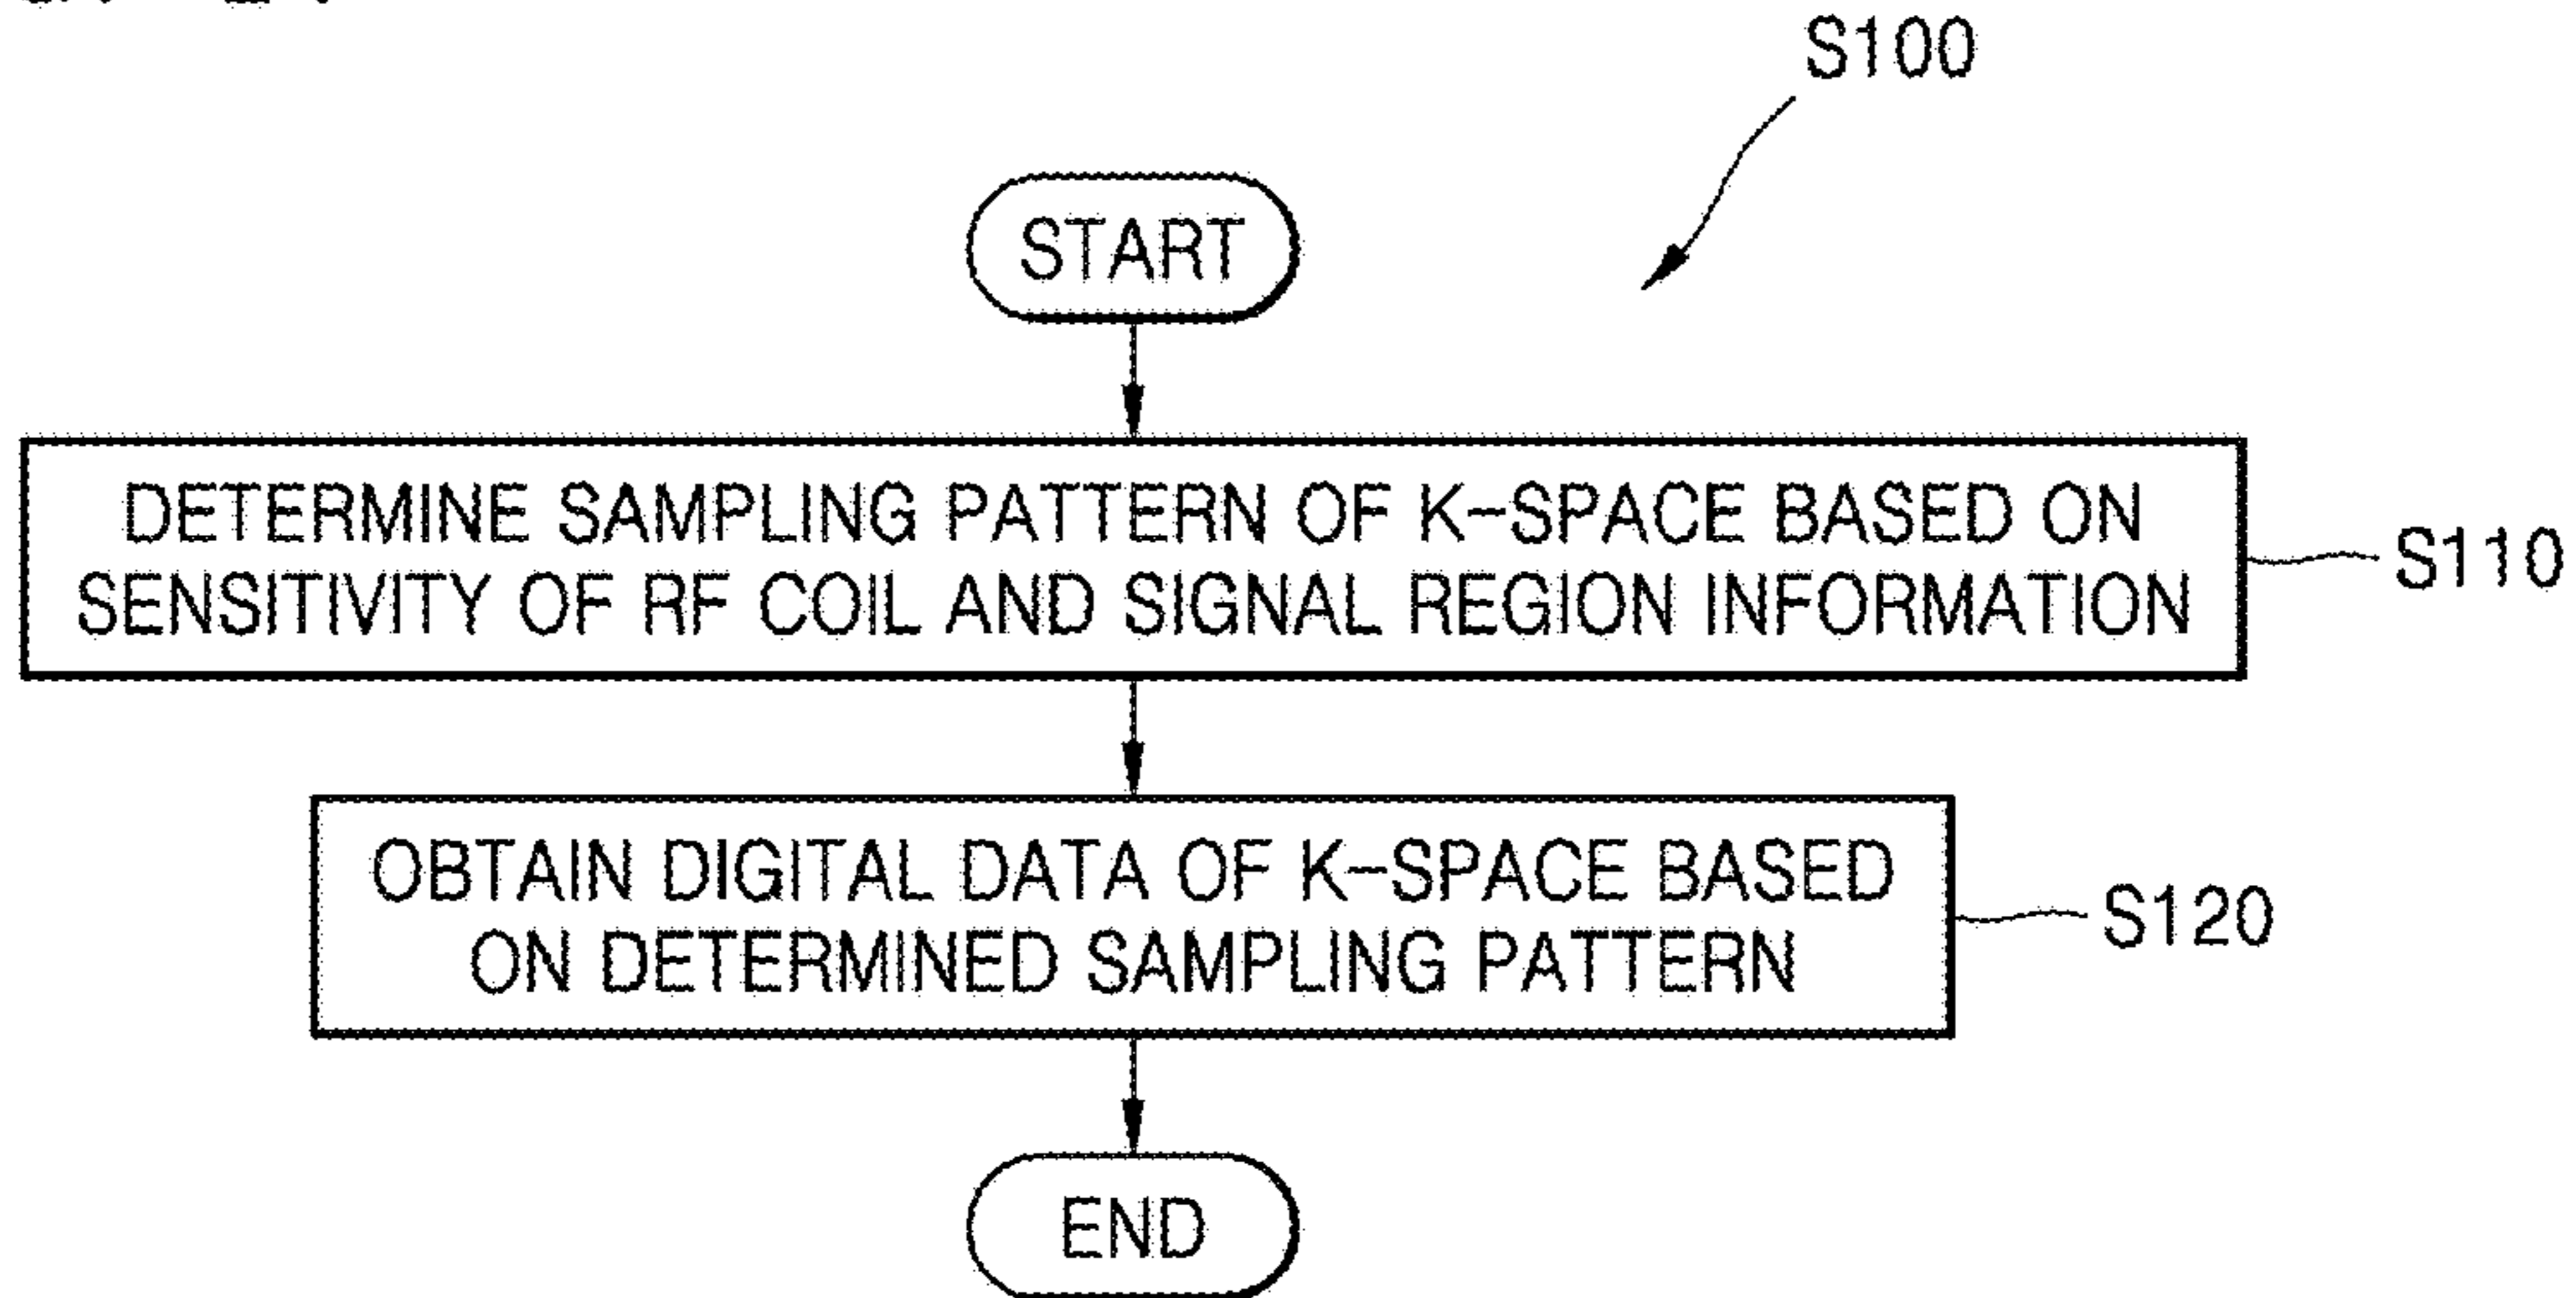 S100
START
DETERMINE SAMPLING PATTERN OF K-SPACE BASED ON
SENSITIVITY OF RF COIL AND SIGNAL REGION INFORMATION
S110
OBTAIN DIGITAL DATA OF K-SPACE BASED
ON DETERMINED SAMPLING PATTERN
S120
END